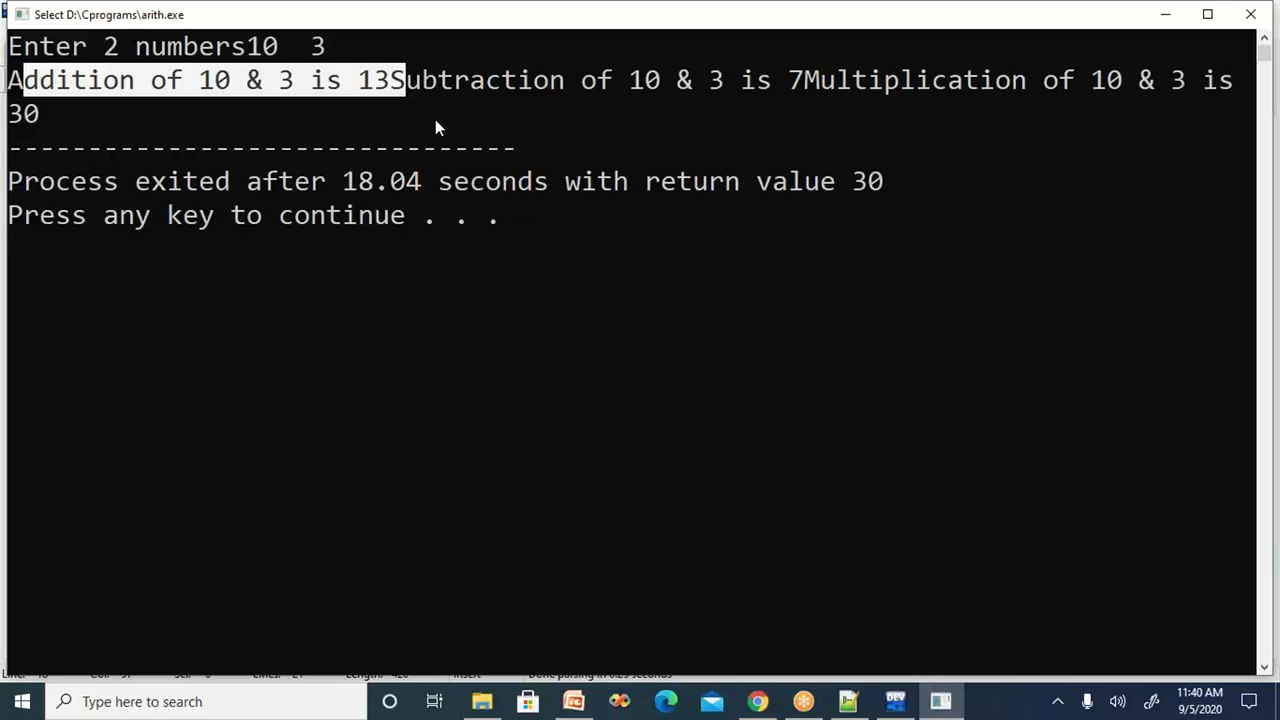 Select D:\Cprograms\arith.exe
Enter 2 numbers10  3
Addition of 10 & 3 is 13Subtraction of 10 & 3 is 7Multiplication of 10 & 3 is
30
--------------------------------
Process exited after 18.04 seconds with return value 30
Press any key to continue . . .
Type here to search
DEV
11:40 AM
9/5/2020